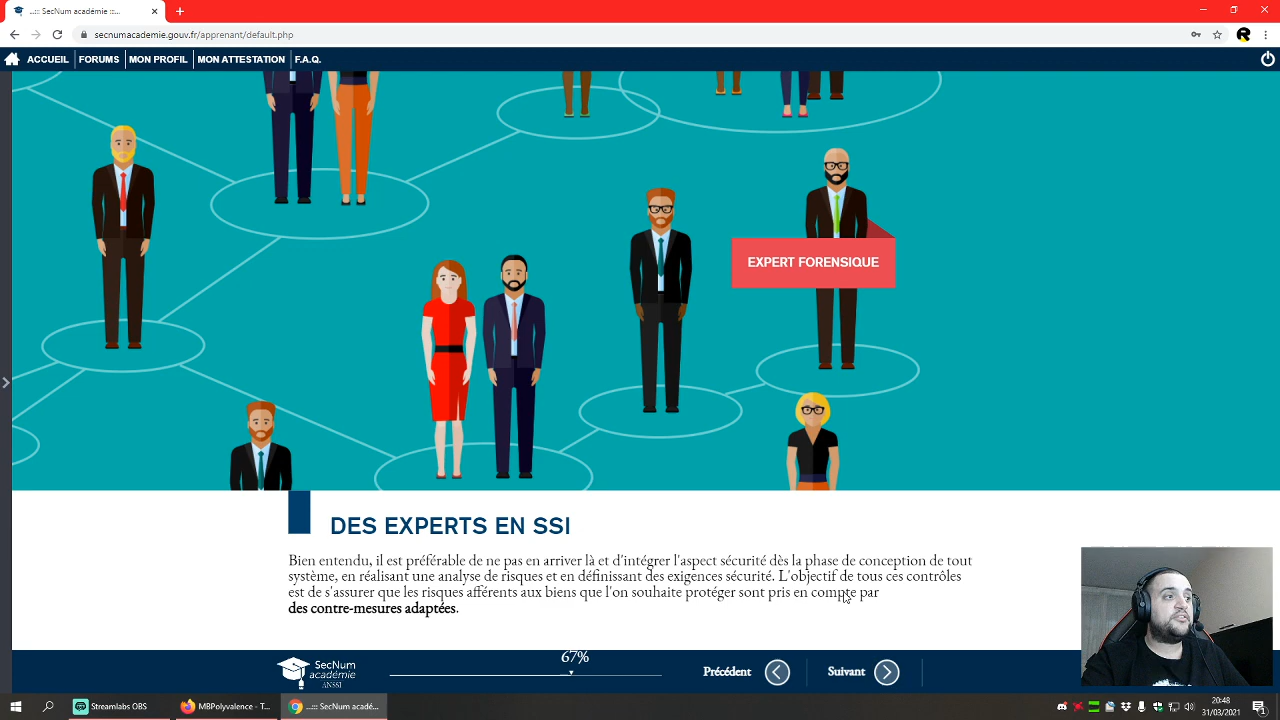 ..:: SecNum académie ::...
secnumacademie.gouv.fr/apprenant/default.php
ACCUEIL FORUMS MON PROFIL MON ATTESTATION F.A.Q.
EXPERT FORENSIQUE
DES EXPERTS EN SSI
Bien entendu, il est préférable de ne pas en arriver là et d'intégrer l'aspect sécurité dès la phase de conception de tout
système, en réalisant une analyse de risques et en définissant des exigences sécurité. L'objectif de tous ces contrôles
est de s'assurer que les risques afférents aux biens que l'on souhaite protéger sont pris en compte par
des contre-mesures adaptées.
SecNum
académie
ANSSI
67%
Précédent
Suivant
Streamlabs OBS
MBPolyvalence - T...
..:: SecNum acadé...
20:48
31/03/2021